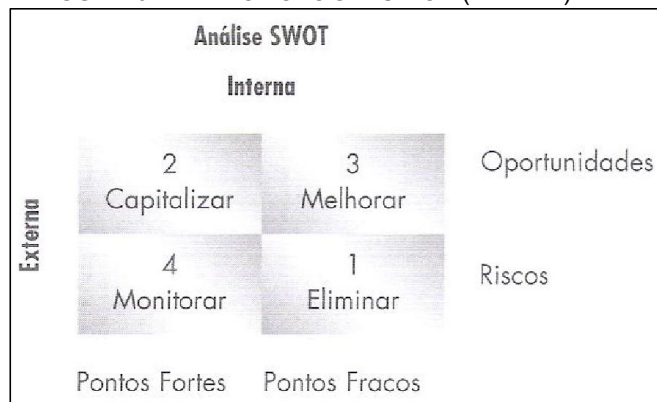 Análise SWOT
Interna
2
Capitalizar
3
Melhorar
Oportunidades
Externa
4
Monitorar
1
Eliminar
Riscos
Pontos Fortes
Pontos Fracos